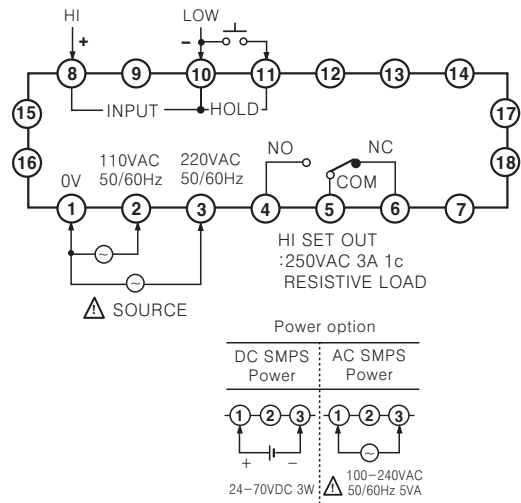 HI LOW
+ −
8 9 10 11 12 13 14
INPUT HOLD
15 17
16 18
110VAC 220VAC NO NC
50/60Hz 50/60Hz
0V COM
1 2 3 4 5 6 7
HI SET OUT
:250VAC 3A 1c
RESISTIVE LOAD
SOURCE
Power option
DC SMPS AC SMPS
Power Power
1 2 3 1 2 3
+ −
24−70VDC 3W
100−240VAC
50/60Hz 5VA